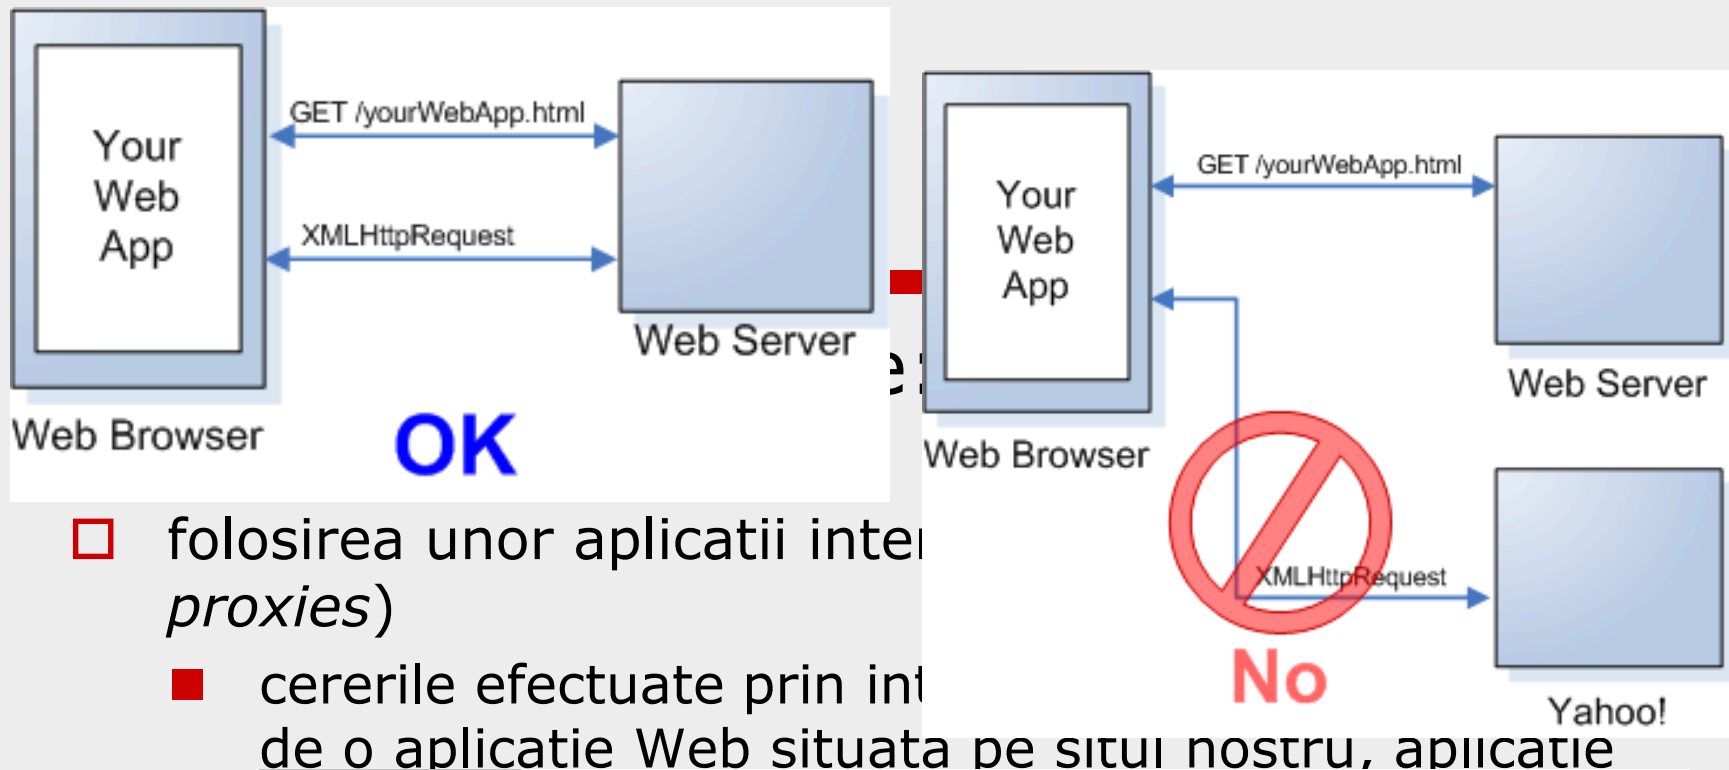 GET /yourWebApp.html
Your
Web
App
XMLHttpRequest
Web Server
Web Browser
OK
GET /yourWebApp.html
Your
Web
App
Web Server
Web Browser
XMLHttpRequest
No
Yahoo!
e:
folosirea unor aplicatii inte
proxies)
cererile efectuate prin int
de o aplicatie Web situata pe situl nostru, aplicatie